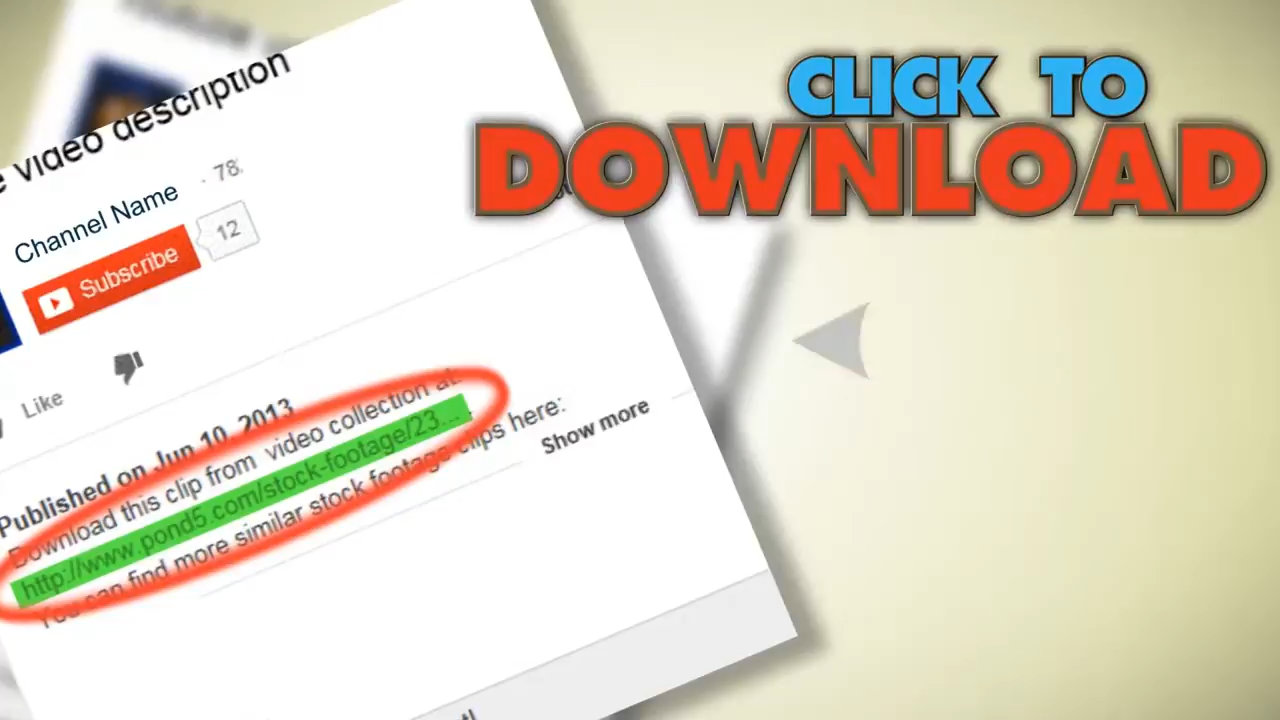 CLICK TO
DOWNLOAD
video description
Channel Name
78
Subscribe
12
Like
Published on Jun 10, 2013
Download this clip from video collection at
http://www.pond5.com/stock-footage/23...
You can find more similar stock footage clips here:
Show more